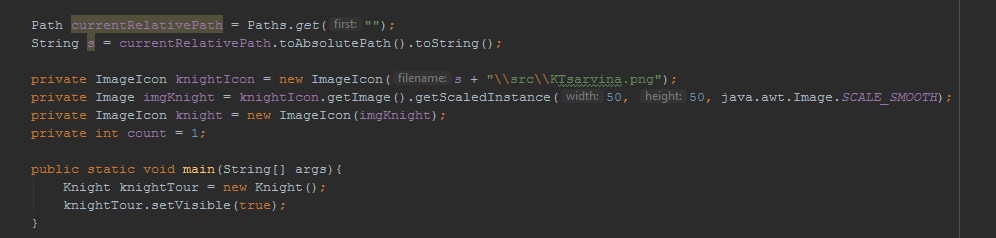 Path currentRelativePath = Paths.get( first: "");
String s = currentRelativePath.toAbsolutePath().toString();
private ImageIcon knightIcon = new ImageIcon( filename: s + "\\src\\KTsarvina.png");
private Image imgKnight = knightIcon.getImage().getScaledInstance( width: 50, height: 50, java.awt.Image.SCALE_SMOOTH);
private ImageIcon knight = new ImageIcon(imgKnight);
private int count = 1;
public static void main(String[] args){
Knight knightTour = new Knight();
knightTour.setVisible(true);
}